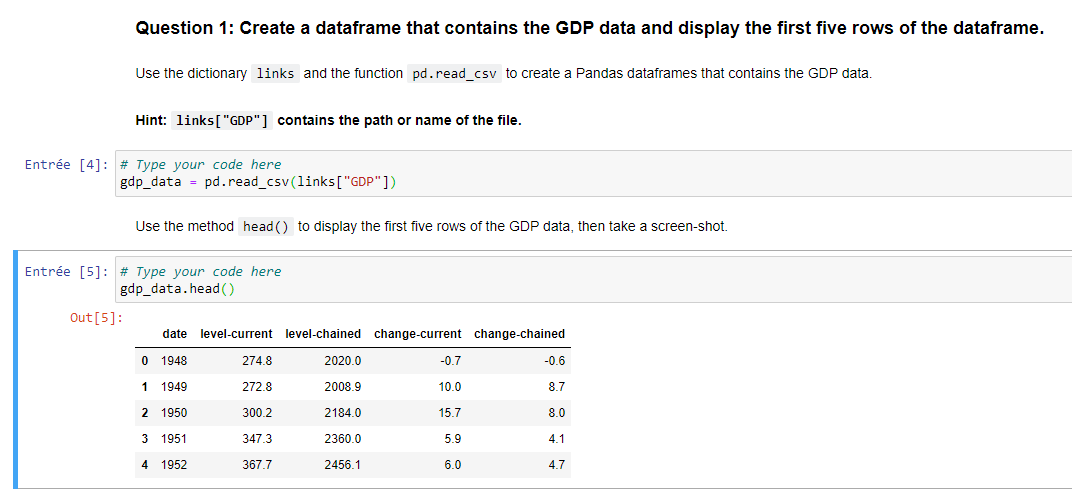 Question 1: Create a dataframe that contains the GDP data and display the first five rows of the dataframe.
Use the dictionary links and the function pd.read_csv to create a Pandas dataframes that contains the GDP data.
Hint: links["GDP"] contains the path or name of the file.
Entrée [4]: # Type your code here
gdp_data = pd.read_csv(links["GDP"])
Use the method head() to display the first five rows of the GDP data, then take a screen-shot.
Entrée [5]: # Type your code here
gdp_data.head()
Out[5]:
date level-current level-chained change-current change-chained
0 1948 274.8 2020.0 -0.7 -0.6
1 1949 272.8 2008.9 10.0 8.7
2 1950 300.2 2184.0 15.7 8.0
3 1951 347.3 2360.0 5.9 4.1
4 1952 367.7 2456.1 6.0 4.7